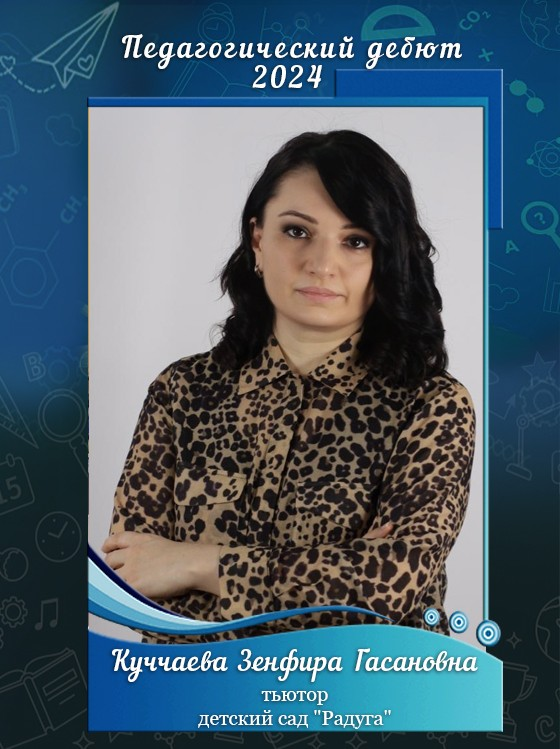 Педагогический дебют
2024
Куччаева Зенфира Гасановна
тьютор
детский сад "Радуга"